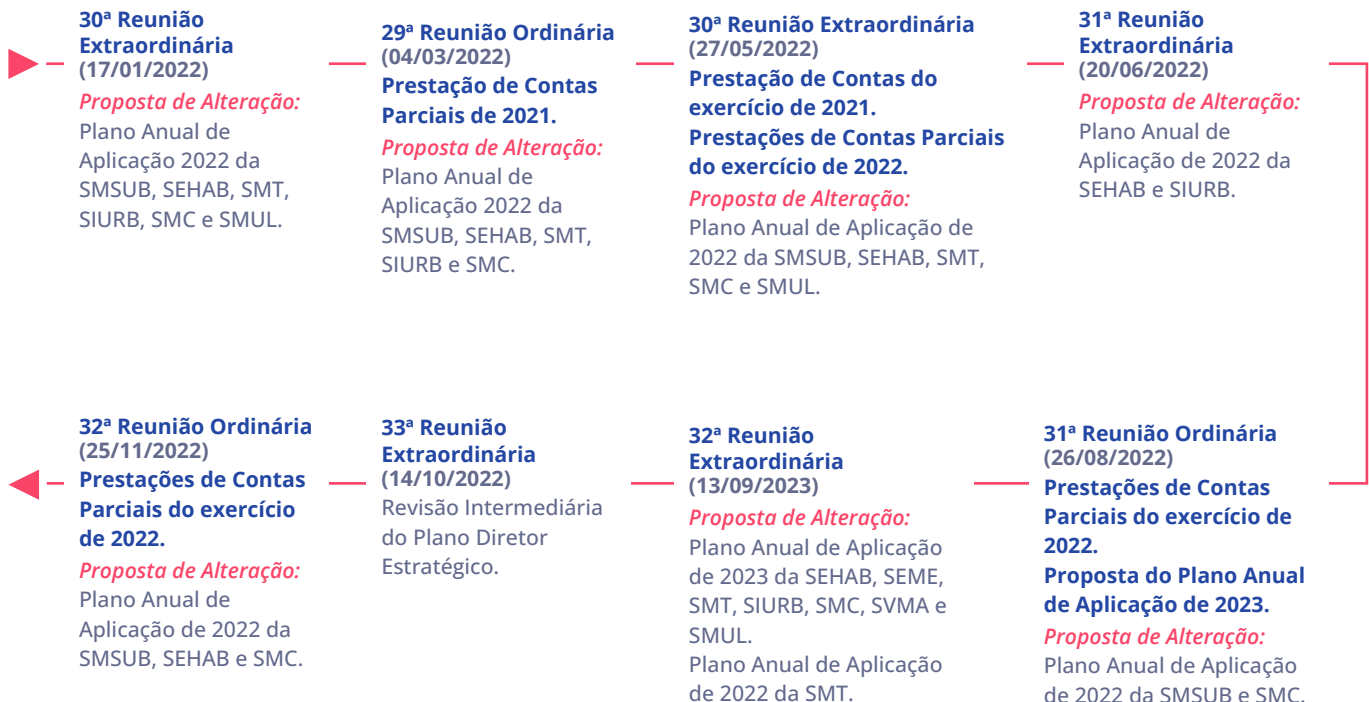 30ª Reunião
Extraordinária
(17/01/2022)
Proposta de Alteração:
Plano Anual de
Aplicação 2022 da
SMSUB, SEHAB, SMT,
SIURB, SMC e SMUL.
29ª Reunião Ordinária
(04/03/2022)
Prestação de Contas
Parciais de 2021.
Proposta de Alteração:
Plano Anual de
Aplicação 2022 da
SMSUB, SEHAB, SMT,
SIURB e SMC.
30ª Reunião Extraordinária
(27/05/2022)
Prestação de Contas do
exercício de 2021.
Prestações de Contas Parciais
do exercício de 2022.
Proposta de Alteração:
Plano Anual de Aplicação de
2022 da SMSUB, SEHAB, SMT,
SMC e SMUL.
31ª Reunião
Extraordinária
(20/06/2022)
Proposta de Alteração:
Plano Anual de
Aplicação de 2022 da
SEHAB e SIURB.
31ª Reunião Ordinária
(26/08/2022)
Prestações de Contas
Parciais do exercício de
2022.
Proposta do Plano Anual
de Aplicação de 2023.
Proposta de Alteração:
Plano Anual de Aplicação
de 2022 da SMSUB e SMC.
32ª Reunião
Extraordinária
(13/09/2023)
Proposta de Alteração:
Plano Anual de Aplicação
de 2023 da SEHAB, SEME,
SMT, SIURB, SMC, SVMA e
SMUL.
Plano Anual de Aplicação
de 2022 da SMT.
33ª Reunião
Extraordinária
(14/10/2022)
Revisão Intermediária
do Plano Diretor
Estratégico.
32ª Reunião Ordinária
(25/11/2022)
Prestações de Contas
Parciais do exercício
de 2022.
Proposta de Alteração:
Plano Anual de
Aplicação de 2022 da
SMSUB, SEHAB e SMC.